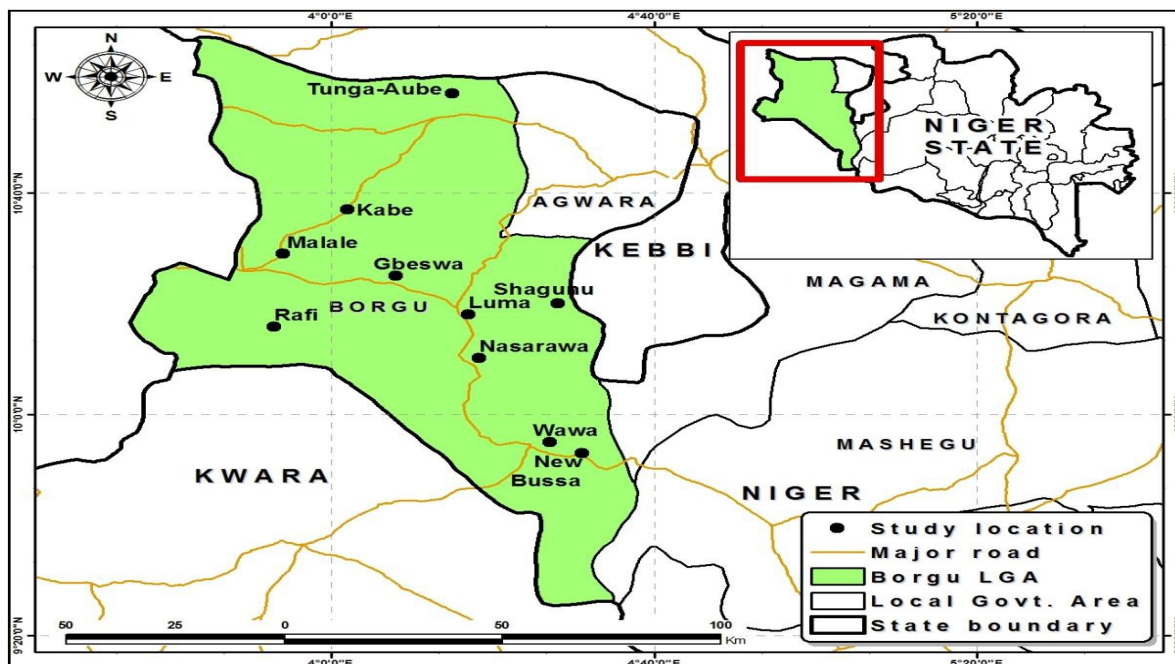 4°0'0"E 4°40'0"E 5°20'0"E
N
W E
S
Tunga-Aube
NIGER
STATE
10°40'0"N
AGWARA
Kabe
Malale
KEBBI
Gbeswa
MAGAMA
Shagunu
BORGU
Luma
KONTAGORA
Rafi
Nasarawa
10°0'0"N
Wawa
MASHEGU
New
Bussa
KWARA
NIGER
Study location
Major road
Borgu LGA
Local Govt. Area
State boundary
50 25 0 50 100
Km
9°20'0"N
4°0'0"E 4°40'0"E 5°20'0"E